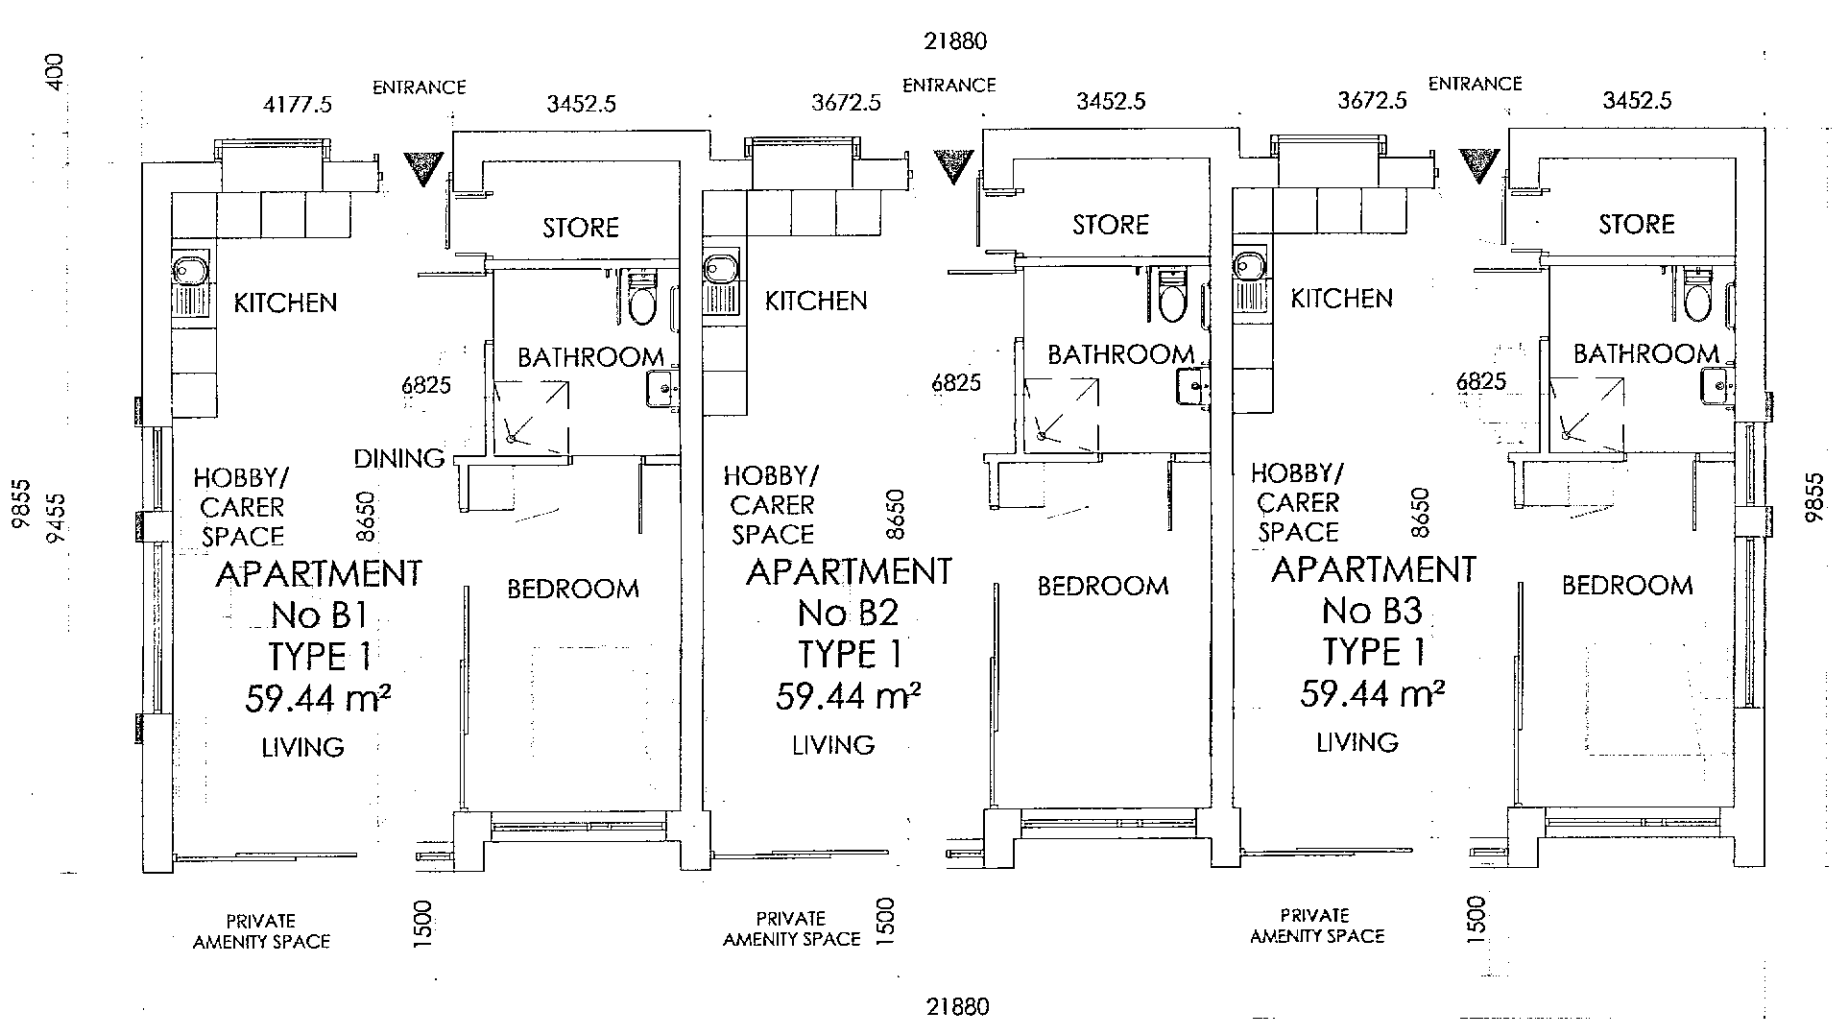 21880
400
ENTRANCE
ENTRANCE
ENTRANCE
4177.5
3452.5
3672.5
3452.5
3672.5
3452.5
STORE
STORE
STORE
KITCHEN
KITCHEN
KITCHEN
BATHROOM
BATHROOM
BATHROOM
6825
6825
6825
DINING
HOBBY/
CARER
SPACE
HOBBY/
CARER
SPACE
HOBBY/
CARER
SPACE
9855
9455
8650
8650
8650
9855
APARTMENT
No B1
TYPE 1
59.44 m²
LIVING
BEDROOM
APARTMENT
No B2
TYPE 1
59.44 m²
LIVING
BEDROOM
APARTMENT
No B3
TYPE 1
59.44 m²
LIVING
BEDROOM
PRIVATE
AMENITY SPACE
1500
PRIVATE
AMENITY SPACE
1500
PRIVATE
AMENITY SPACE
1500
21880